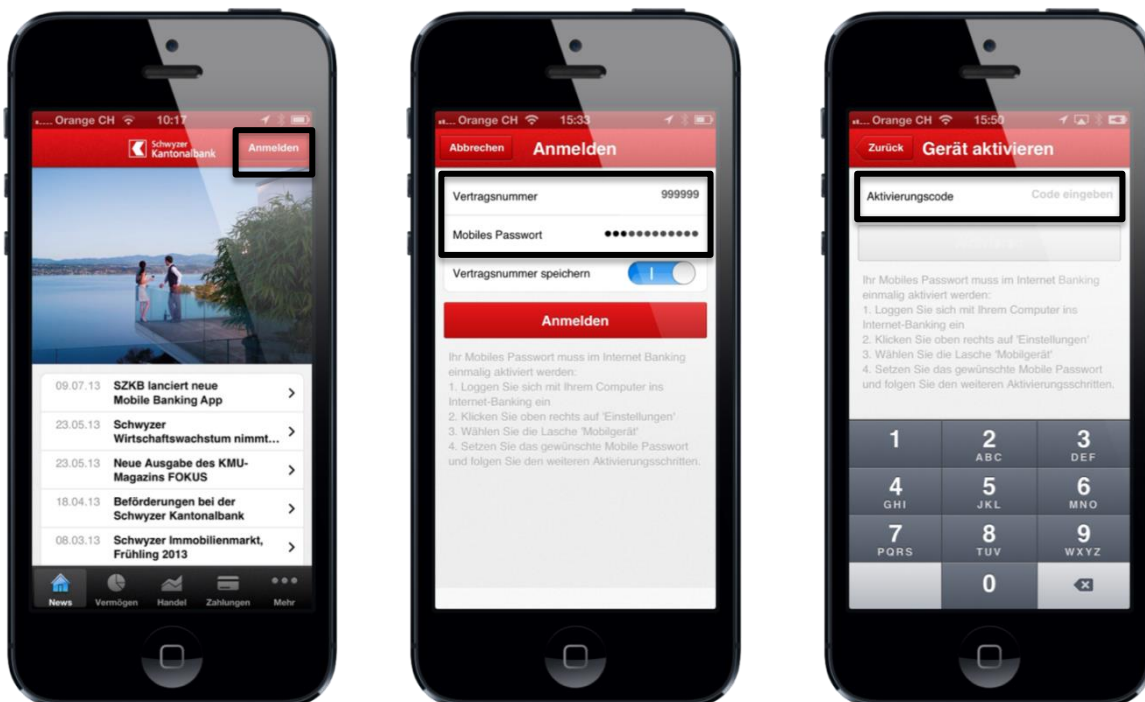 Orange CH 10:17
Schwyzer
Kantonalbank
Anmelden
09.07.13 SZKB lanciert neue
Mobile Banking App
23.05.13 Schwyzer
Wirtschaftswachstum nimmt...
23.05.13 Neue Ausgabe des KMU-
Magazins FOKUS
18.04.13 Beförderungen bei der
Schwyzer Kantonalbank
08.03.13 Schwyzer Immobilienmarkt,
Frühling 2013
News Vermögen Handel Zahlungen Mehr
Orange CH 15:33
Abbrechen Anmelden
Vertragsnummer 999999
Mobiles Passwort ●●●●●●●●●●●●
Vertragsnummer speichern
Anmelden
Ihr Mobiles Passwort muss im Internet Banking
einmalig aktiviert werden:
1. Loggen Sie sich mit Ihrem Computer ins
Internet-Banking ein
2. Klicken Sie oben rechts auf 'Einstellungen'
3. Wählen Sie die Lasche 'Mobilgerät'
4. Setzen Sie das gewünschte Mobile Passwort
und folgen Sie den weiteren Aktivierungsschritten.
Orange CH 15:50
Zurück Gerät aktivieren
Aktivierungscode Code eingeben
Ihr Mobiles Passwort muss im Internet Banking
einmalig aktiviert werden:
1. Loggen Sie sich mit Ihrem Computer ins
Internet-Banking ein
2. Klicken Sie oben rechts auf 'Einstellungen'
3. Wählen Sie die Lasche 'Mobilgerät'
4. Setzen Sie das gewünschte Mobile Passwort
und folgen Sie den weiteren Aktivierungsschritten.
1 2 3
ABC DEF
4 5 6
GHI JKL MNO
7 8 9
PQRS TUV WXYZ
0